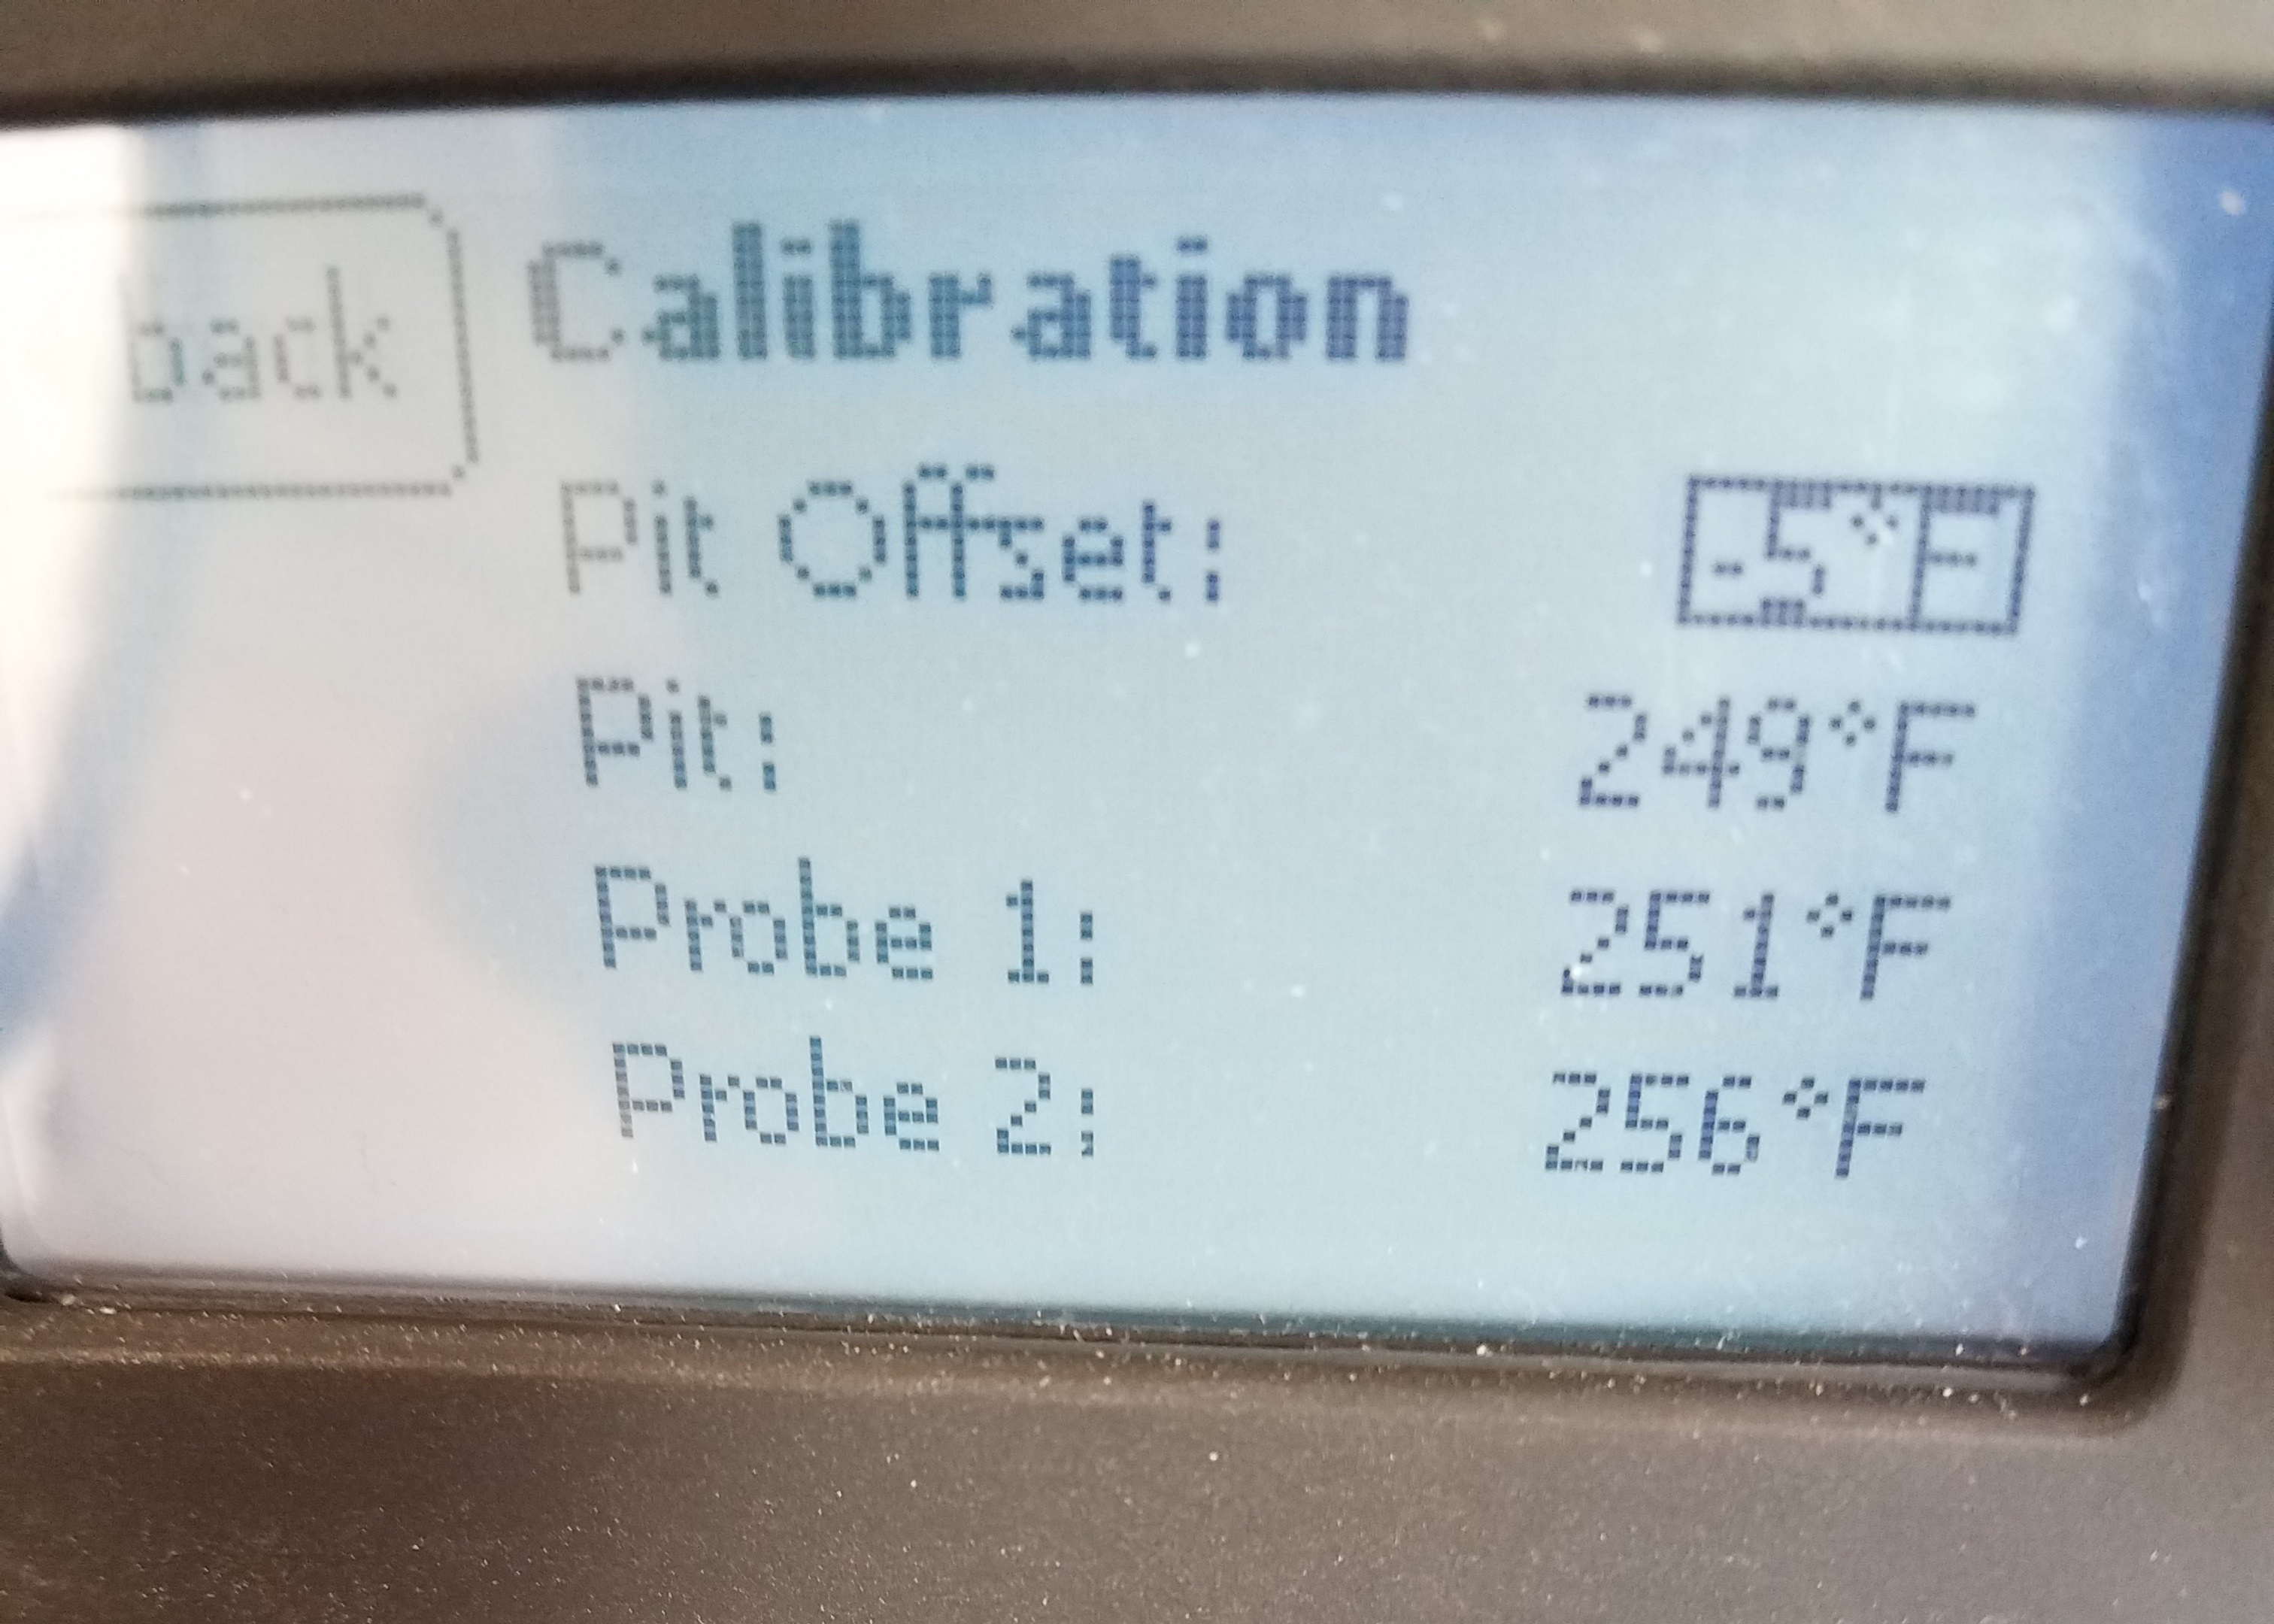 back
Calibration
Pit Offset: -5°F
Pit: 249°F
Probe 1: 251°F
Probe 2: 256°F